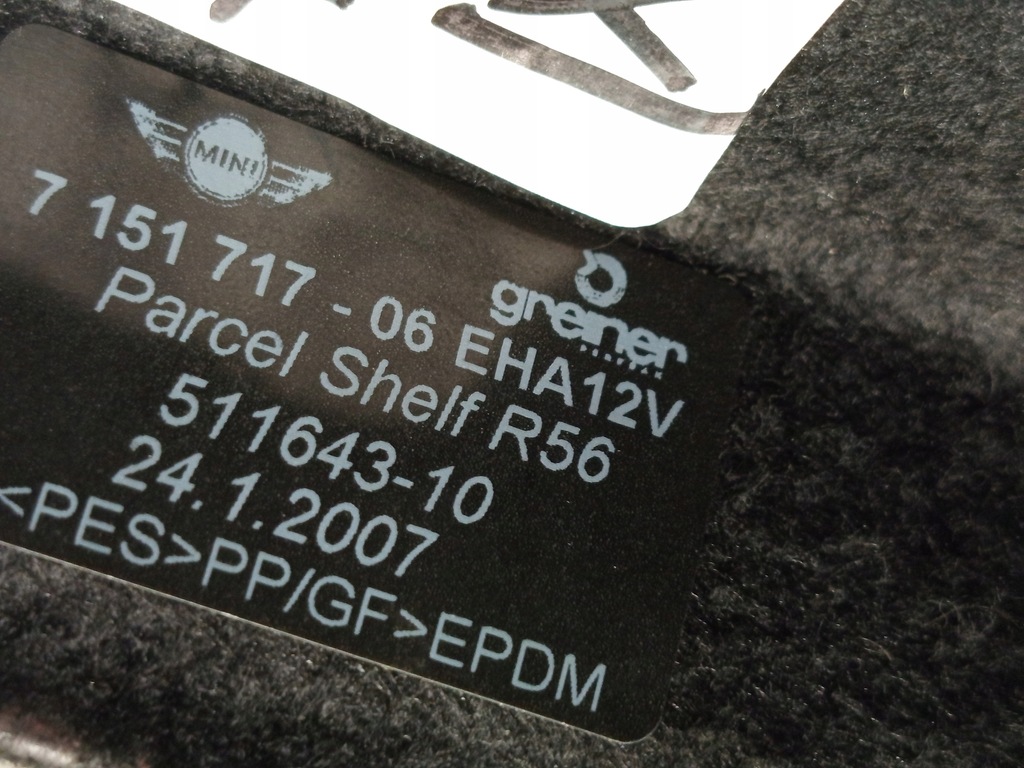 MINI
greiner
7 151 717 - 06 EHA12V
Parcel Shelf R56
511643-10
24.1.2007
<PES>PP/GF>EPDM